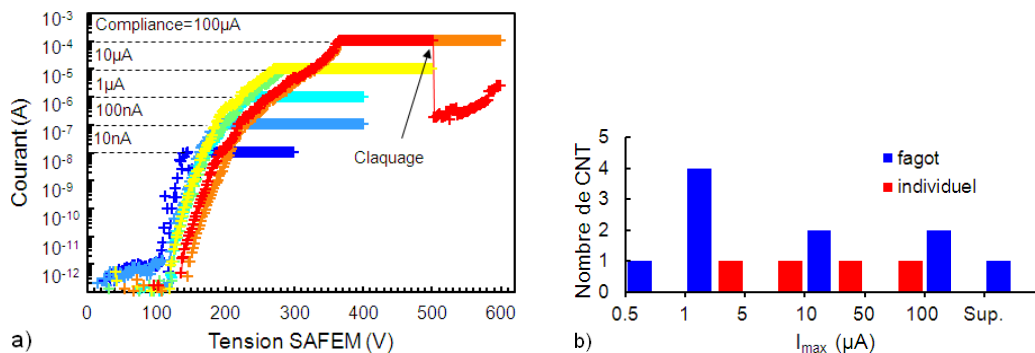 10⁻³
Compliance=100µA
10⁻⁴
10µA
10⁻⁵
1µA
10⁻⁶
100nA
10⁻⁷
10nA
10⁻⁸
10⁻⁹
10⁻¹⁰
10⁻¹¹
10⁻¹²
Courant (A)
Claquage
0 100 200 300 400 500 600
Tension SAFEM (V)
a)
Nombre de CNT
5
4
3
2
1
0
fagot
individuel
0.5 1 5 10 50 100 Sup.
Imax (µA)
b)